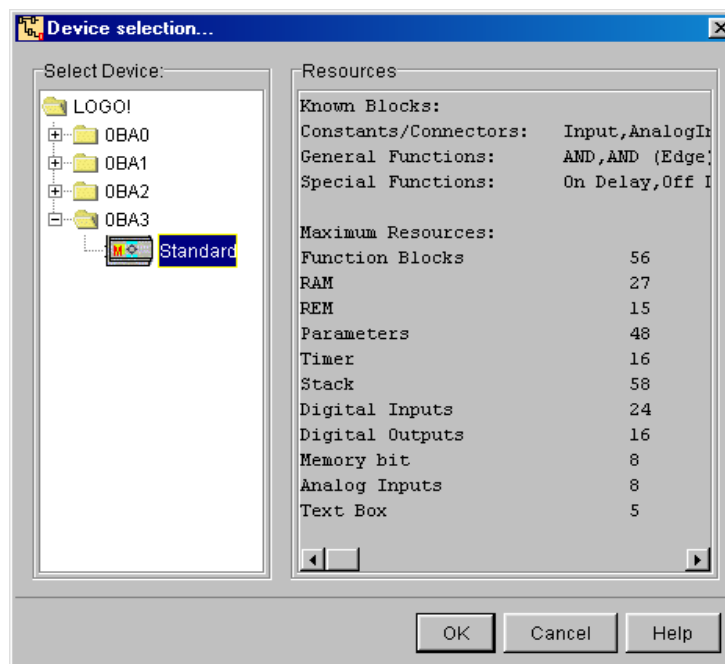 Device selection...
Select Device:
LOGO!
0BA0
0BA1
0BA2
0BA3
Standard
Resources
Known Blocks:
Constants/Connectors: Input,AnalogIn
General Functions: AND,AND (Edge)
Special Functions: On Delay,Off
Maximum Resources:
Function Blocks 56
RAM 27
REM 15
Parameters 48
Timer 16
Stack 58
Digital Inputs 24
Digital Outputs 16
Memory bit 8
Analog Inputs 8
Text Box 5
OK
Cancel
Help